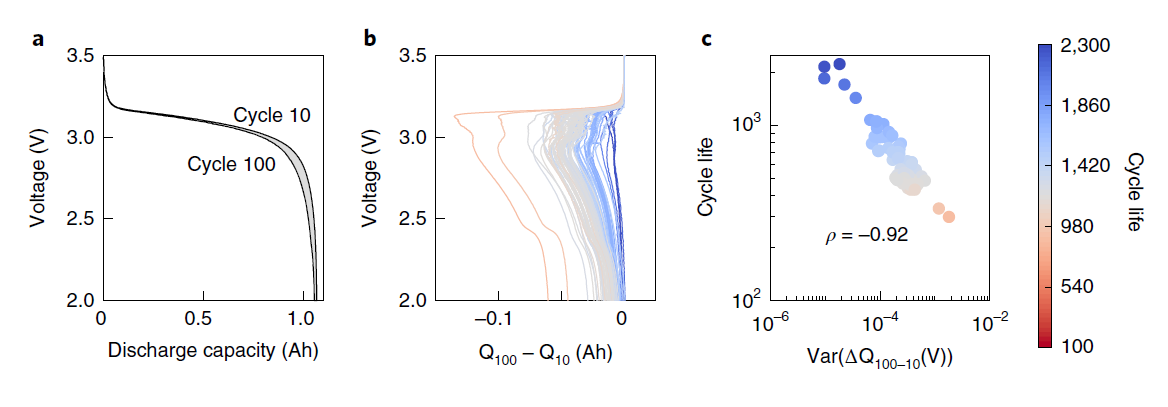 a
3.5
3.0
2.5
2.0
Voltage (V)
Cycle 10
Cycle 100
0
0.5
1.0
Discharge capacity (Ah)
b
3.5
3.0
2.5
2.0
Voltage (V)
–0.1
0
Q100 – Q10 (Ah)
c
10³
10²
Cycle life
ρ = –0.92
10⁻⁶
10⁻⁴
10⁻²
Var(ΔQ100–10(V))
2,300
1,860
1,420
980
540
100
Cycle life